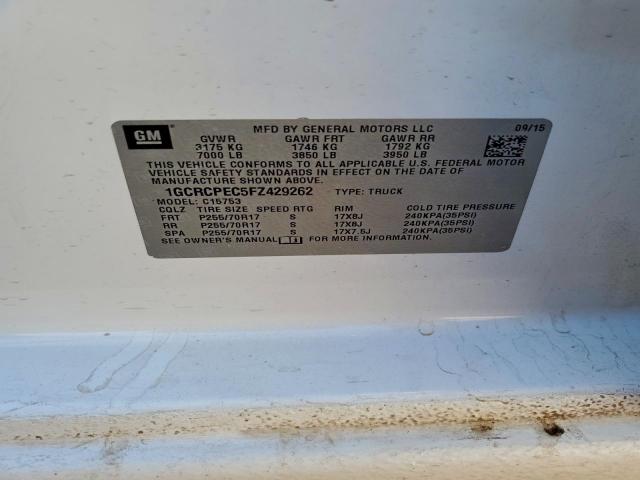 GM
MFD BY GENERAL MOTORS LLC 09/15
GVWR GAWR FRT GAWR RR
3175 KG 1746 KG 1792 KG
7000 LB 3850 LB 3950 LB
THIS VEHICLE CONFORMS TO ALL APPLICABLE U.S. FEDERAL MOTOR
VEHICLE SAFETY STANDARDS IN EFFECT ON THE DATE OF
MANUFACTURE SHOWN ABOVE.
1GCRCPEC5FZ429262 TYPE: TRUCK
MODEL: C15753
CQLZ TIRE SIZE SPEED RTG RIM COLD TIRE PRESSURE
FRT P255/70R17 S 17X8J 240KPA(35PSI)
RR P255/70R17 S 17X8J 240KPA(35PSI)
SPA P255/70R17 S 17X7.5J 240KPA(35PSI)
SEE OWNER'S MANUAL FOR MORE INFORMATION.